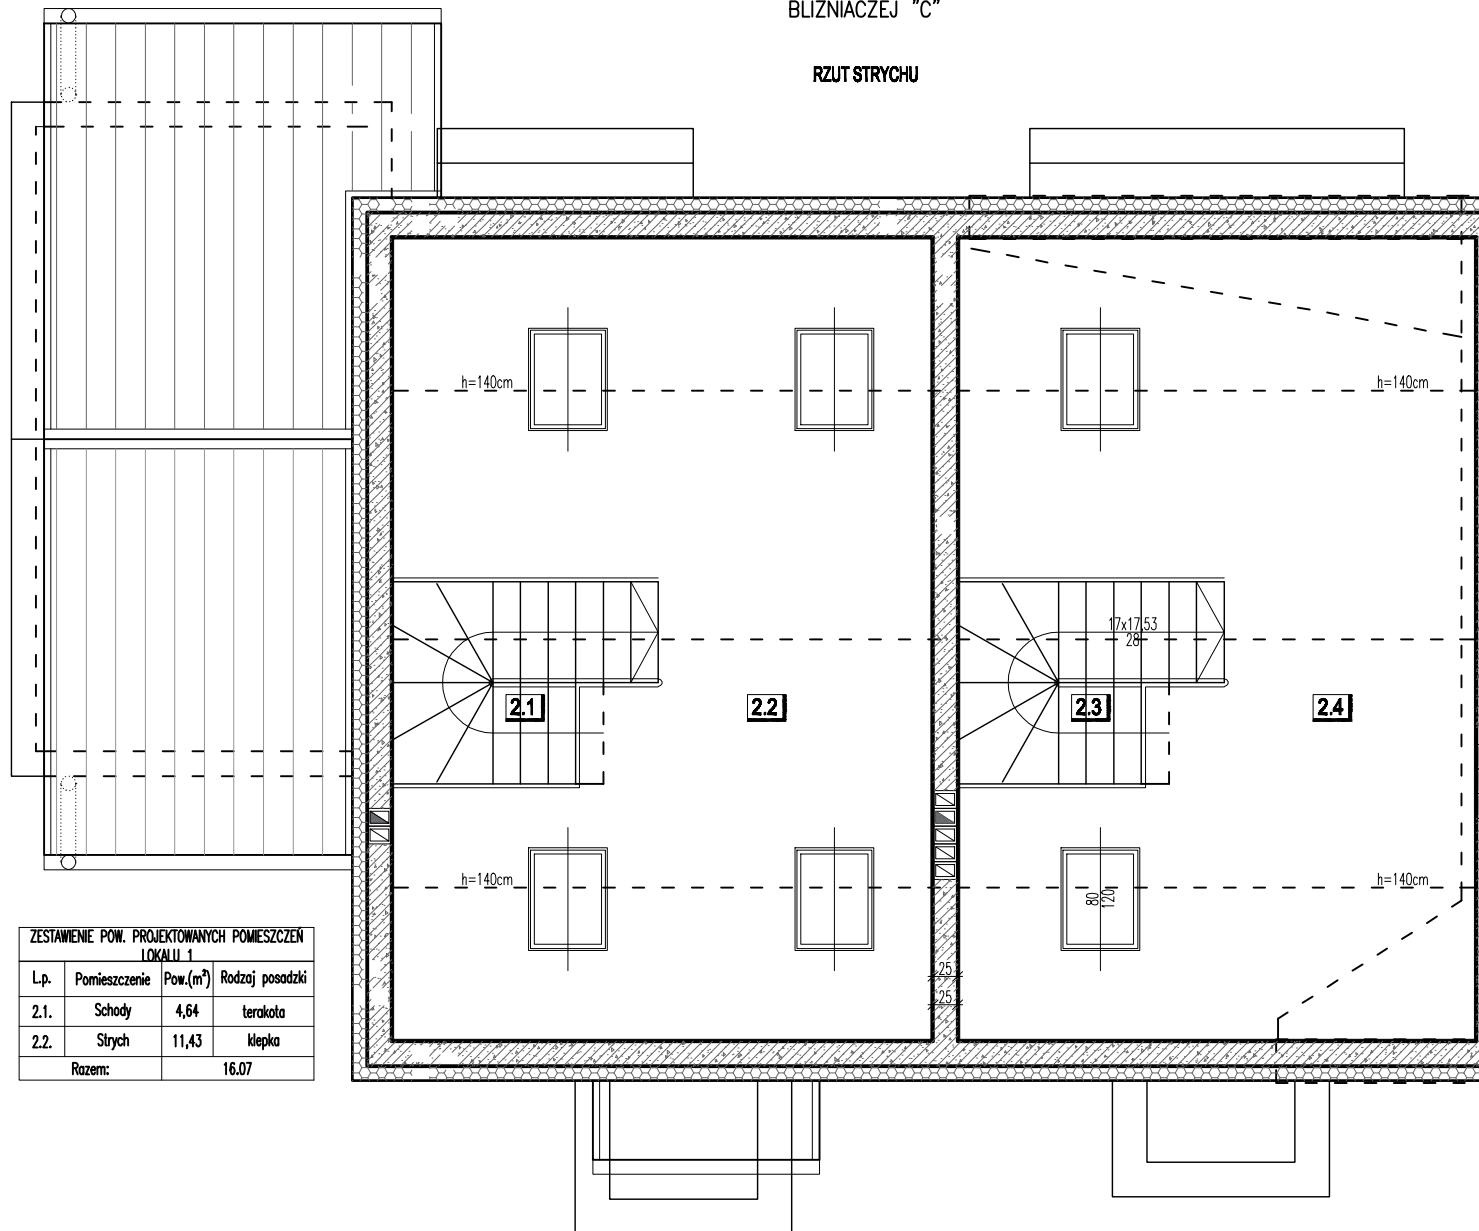 BLIZNIACZEJ "C"
RZUT STRYCHU
h=140cm
h=140cm
17x17,53
28
2.1
2.2
2.3
2.4
h=140cm
h=140cm
80
120
25
25
ZESTAWIENIE POW. PROJEKTOWANYCH POMIESZCZEŃ
LOKALU 1
L.p. Pomieszczenie Pow.(m²) Rodzaj posadzki
2.1. Schody 4,64 terakota
2.2. Strych 11,43 klepka
Razem: 16.07